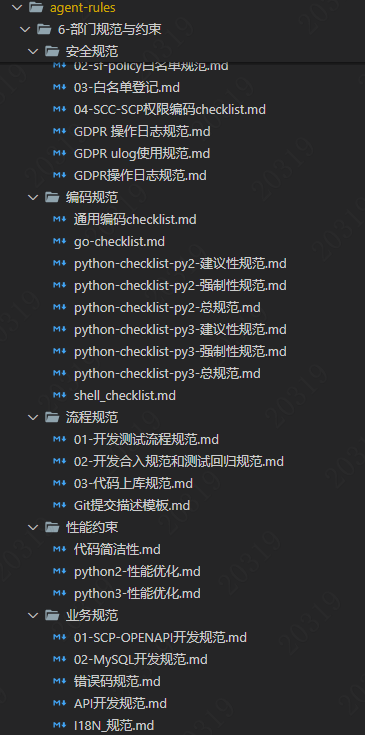 agent-rules
6-部门规范与约束
安全规范
02-sf-policy白名单规范.md
03-白名单登记.md
04-SCC-SCP权限编码checklist.md
GDPR 操作日志规范.md
GDPR ulog使用规范.md
GDPR操作日志规范.md
编码规范
通用编码checklist.md
go-checklist.md
python-checklist-py2-建议性规范.md
python-checklist-py2-强制性规范.md
python-checklist-py2-总规范.md
python-checklist-py3-建议性规范.md
python-checklist-py3-强制性规范.md
python-checklist-py3-总规范.md
shell_checklist.md
流程规范
01-开发测试流程规范.md
02-开发合入规范和测试回归规范.md
03-代码上库规范.md
Git提交描述模板.md
性能约束
代码简洁性.md
python2-性能优化.md
python3-性能优化.md
业务规范
01-SCP-OPENAPI开发规范.md
02-MySQL开发规范.md
错误码规范.md
API开发规范.md
I18N_规范.md
20319